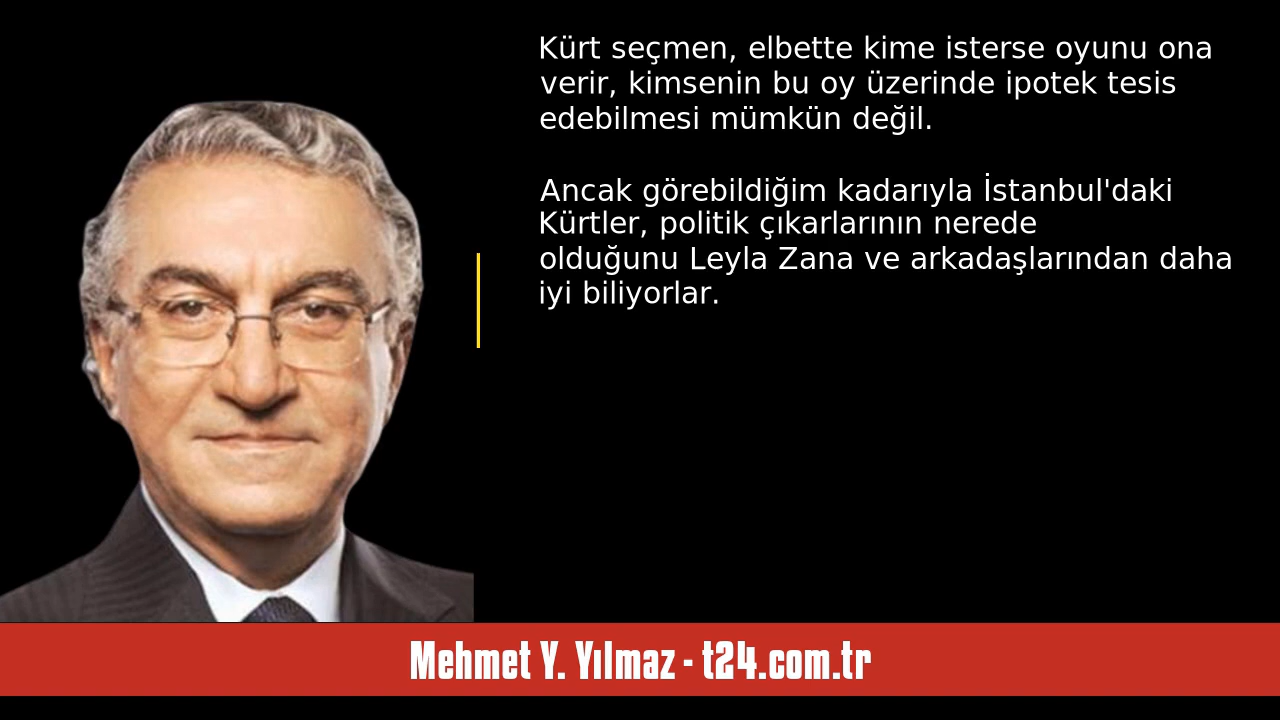 Kürt seçmen, elbette kime isterse oyunu ona
verir, kimsenin bu oy üzerinde ipotek tesis
edebilmesi mümkün değil.
Ancak görebildiğim kadarıyla İstanbul'daki
Kürtler, politik çıkarlarının nerede
olduğunu Leyla Zana ve arkadaşlarından daha
iyi biliyorlar.
Mehmet Y. Yılmaz - t24.com.tr